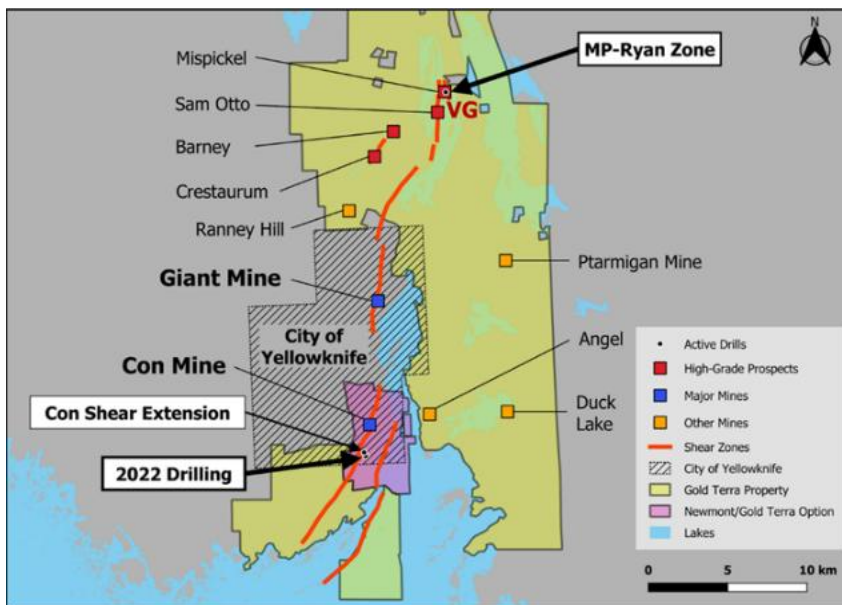 N
MP-Ryan Zone
Mispickel
Sam Otto
VG
Barney
Crestaurum
Ranney Hill
Ptarmigan Mine
Giant Mine
City of
Yellowknife
Angel
Con Mine
Con Shear Extension
Duck
Lake
2022 Drilling
Active Drills
High-Grade Prospects
Major Mines
Other Mines
Shear Zones
City of Yellowknife
Gold Terra Property
Newmont/Gold Terra Option
Lakes
0
5
10 km